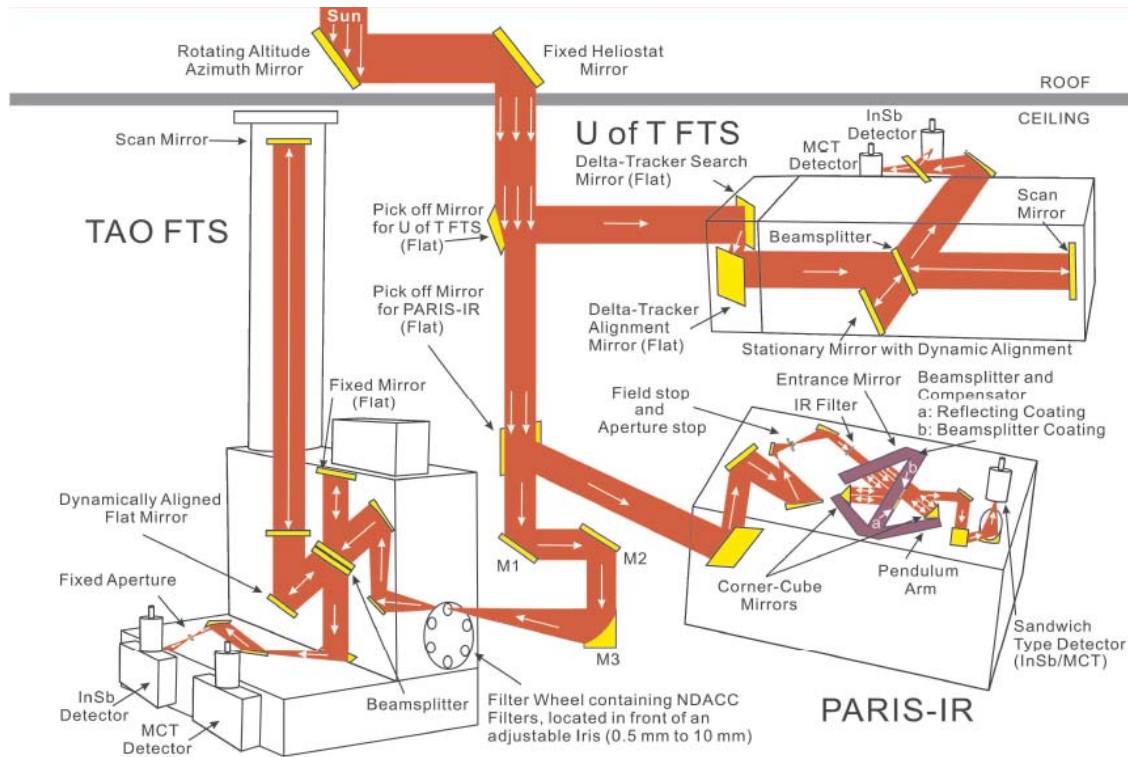 Sun
Rotating Altitude
Azimuth Mirror
Fixed Heliostat
Mirror
ROOF
CEILING
Scan Mirror
TAO FTS
U of T FTS
Delta-Tracker Search
Mirror (Flat)
InSb
Detector
MCT
Detector
Scan
Mirror
Beamsplitter
Pick off Mirror
for U of T FTS
(Flat)
Pick off Mirror
for PARIS-IR
(Flat)
Delta-Tracker
Alignment
Mirror (Flat)
Stationary Mirror with Dynamic Alignment
Fixed Mirror
(Flat)
Field stop
and
Aperture stop
Entrance Mirror
IR Filter
Beamsplitter and
Compensator
a: Reflecting Coating
b: Beamsplitter Coating
b
a
Dynamically Aligned
Flat Mirror
Fixed Aperture
M1
M2
M3
Corner-Cube
Mirrors
Pendulum
Arm
Sandwich
Type Detector
(InSb/MCT)
PARIS-IR
InSb
Detector
MCT
Detector
Beamsplitter
Filter Wheel containing NDACC
Filters, located in front of an
adjustable Iris (0.5 mm to 10 mm)